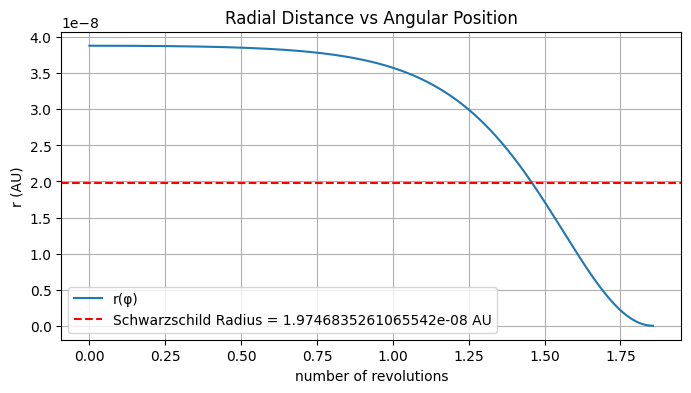 Radial Distance vs Angular Position
1e−8
4.0
3.5
3.0
2.5
2.0
1.5
1.0
0.5
0.0
r (AU)
r(φ)
Schwarzschild Radius = 1.9746835261065542e-08 AU
0.00 0.25 0.50 0.75 1.00 1.25 1.50 1.75
number of revolutions